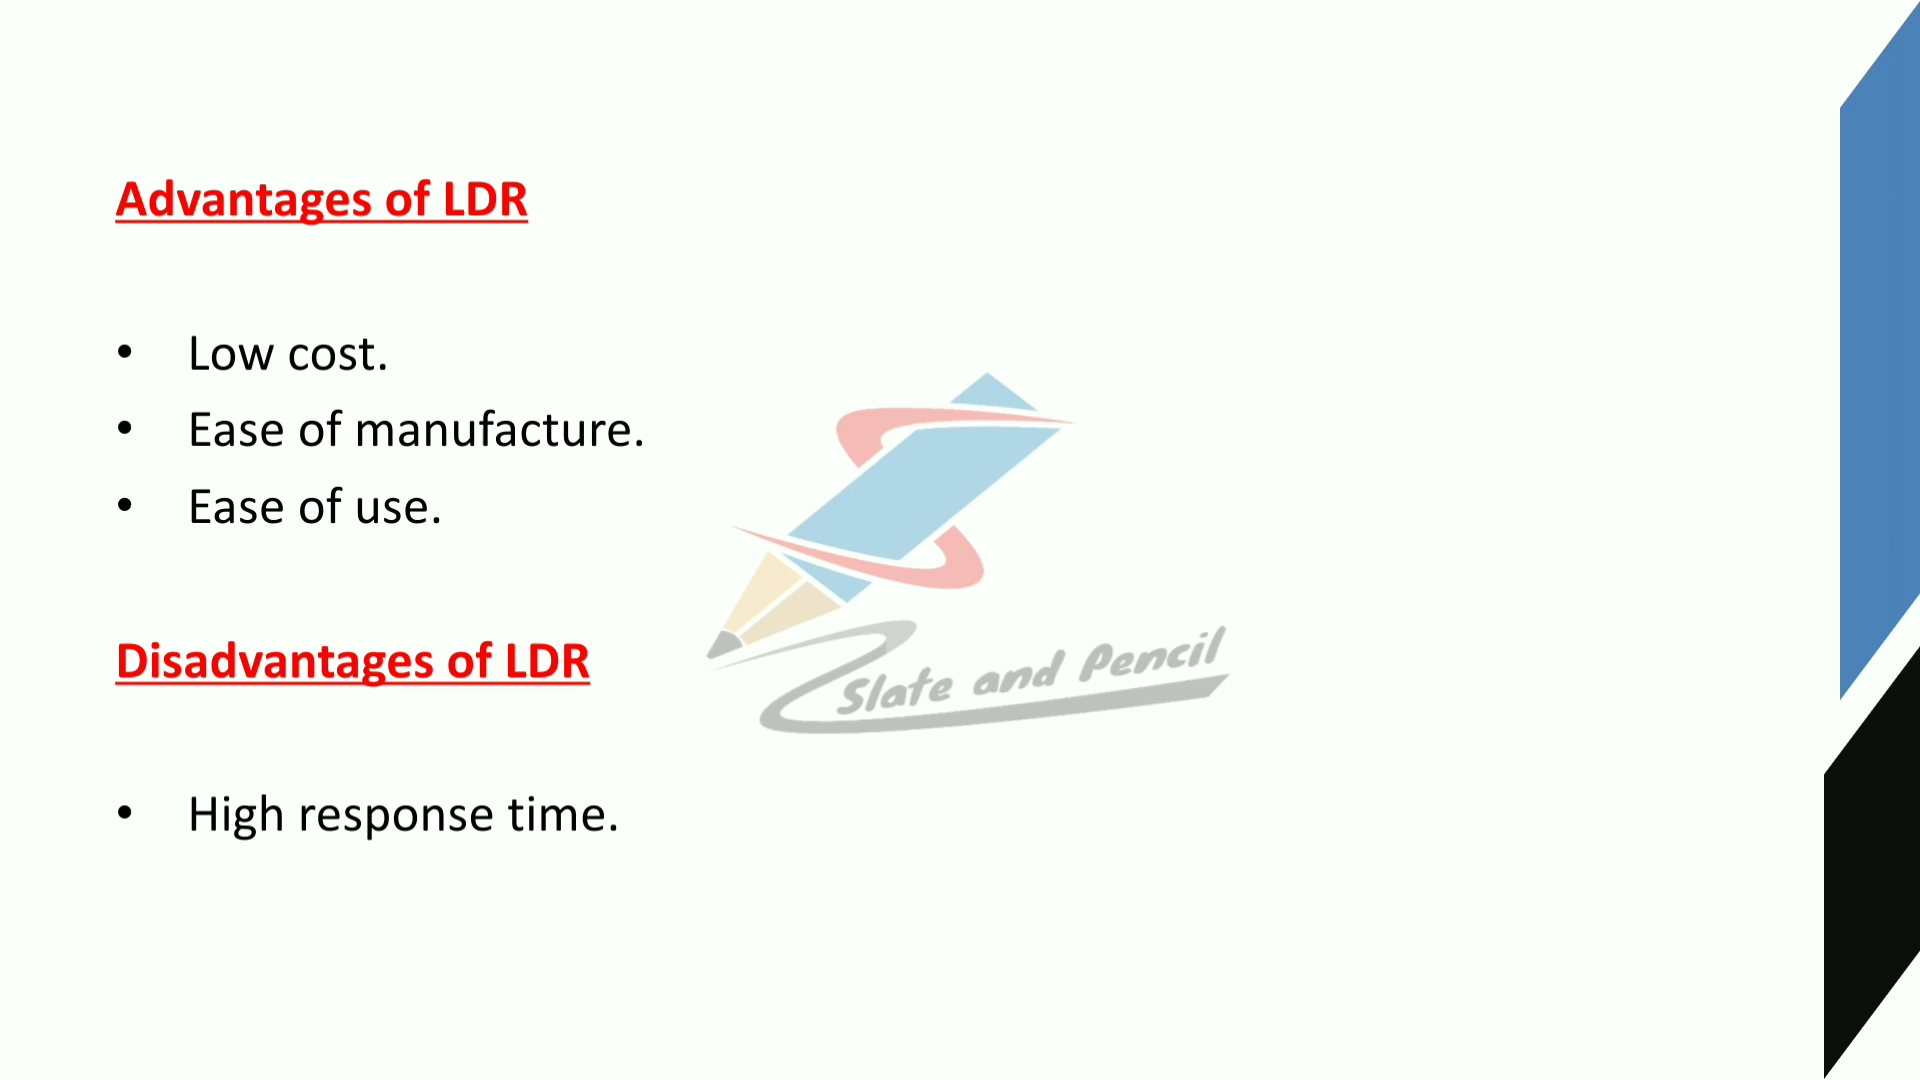 Advantages of LDR
• Low cost.
• Ease of manufacture.
• Ease of use.
Disadvantages of LDR
• High response time.
Slate and Pencil